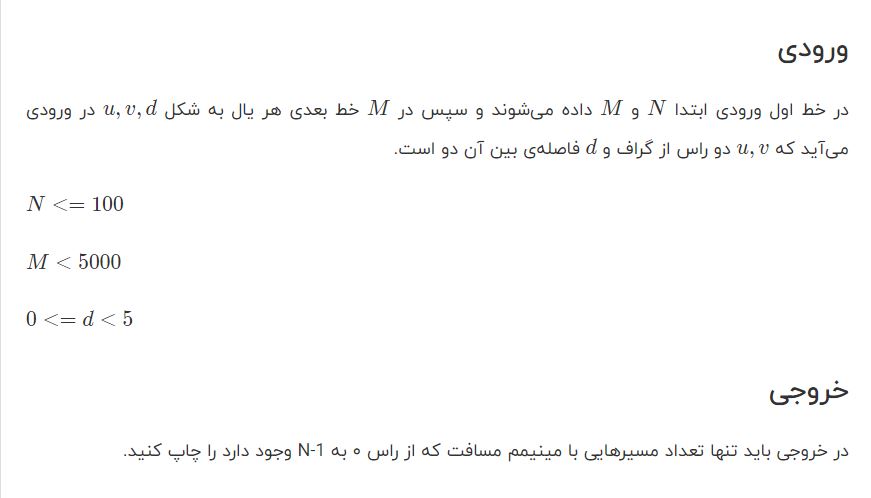 ورودی
در خط اول ورودی ابتدا N و M داده می‌شوند و سپس در M خط بعدی هر یال به شکل u, v, d در ورودی
می‌آید که u, v دو راس از گراف و d فاصله‌ی بین آن دو است.
N <= 100
M < 5000
0 <= d < 5
خروجی
در خروجی باید تنها تعداد مسیرهایی با مینیمم مسافت که از راس ۰ به N-1 وجود دارد را چاپ کنید.